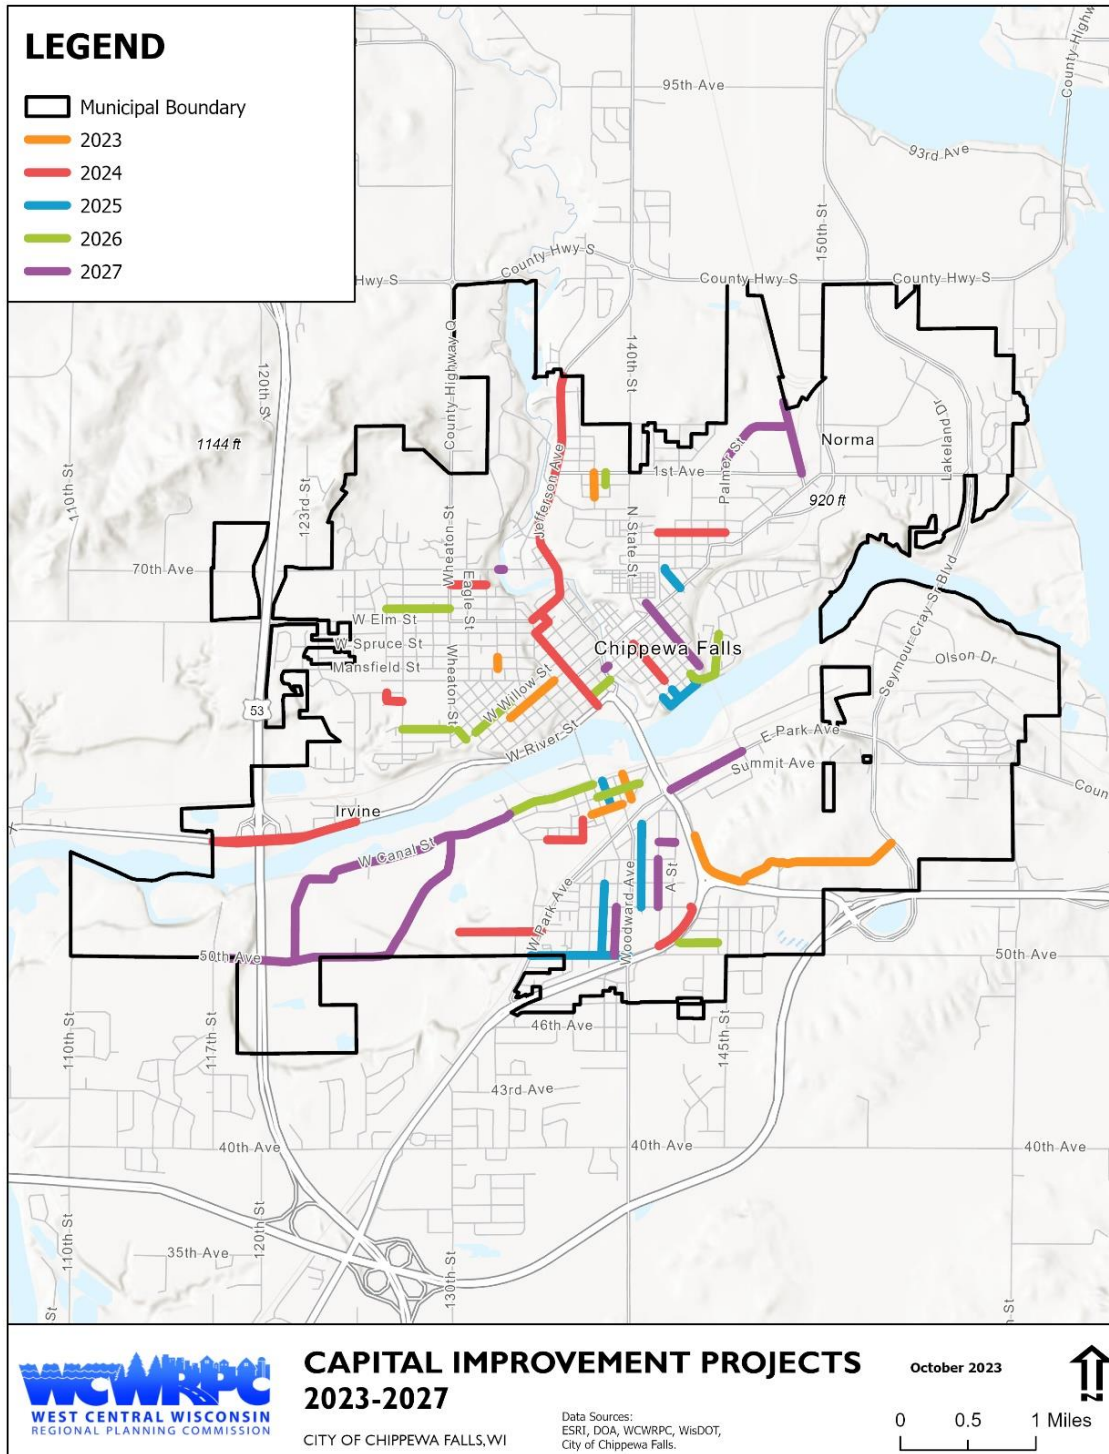 LEGEND
Municipal Boundary
2023
2024
2025
2026
2027
95th Ave
County Highw
93rd Ave
150th St
County Hwy S
Hwy S
County Hwy S
County Hwy S
120th St
County Highway Q
140th St
1144 ft
Lakeland Dr
Norma
110th St
123rd St
Jefferson Ave
1st Ave
Palmer St
920 ft
Wheaton St
N State St
70th Ave
Eagle St
Seymour Cray Sr Blvd
W Elm St
W Spruce St
Mansfield St
Chippewa Falls
Olson Dr
Wheaton St
W Willow St
53
W River St
E Park Ave
Summit Ave
Coun
Irvine
X
W Canal St
A St
W Park Ave
Woodward Ave
50th Ave
50th Ave
46th Ave
110th St
117th St
145th St
43rd Ave
40th Ave
40th Ave
40th Ave
110th St
120th St
35th Ave
130th St
St
St
WCWRPC
WEST CENTRAL WISCONSIN
REGIONAL PLANNING COMMISSION
CAPITAL IMPROVEMENT PROJECTS
2023-2027
CITY OF CHIPPEWA FALLS, WI
Data Sources:
ESRI, DOA, WCWRPC, WisDOT,
City of Chippewa Falls.
October 2023
N
0 0.5 1 Miles